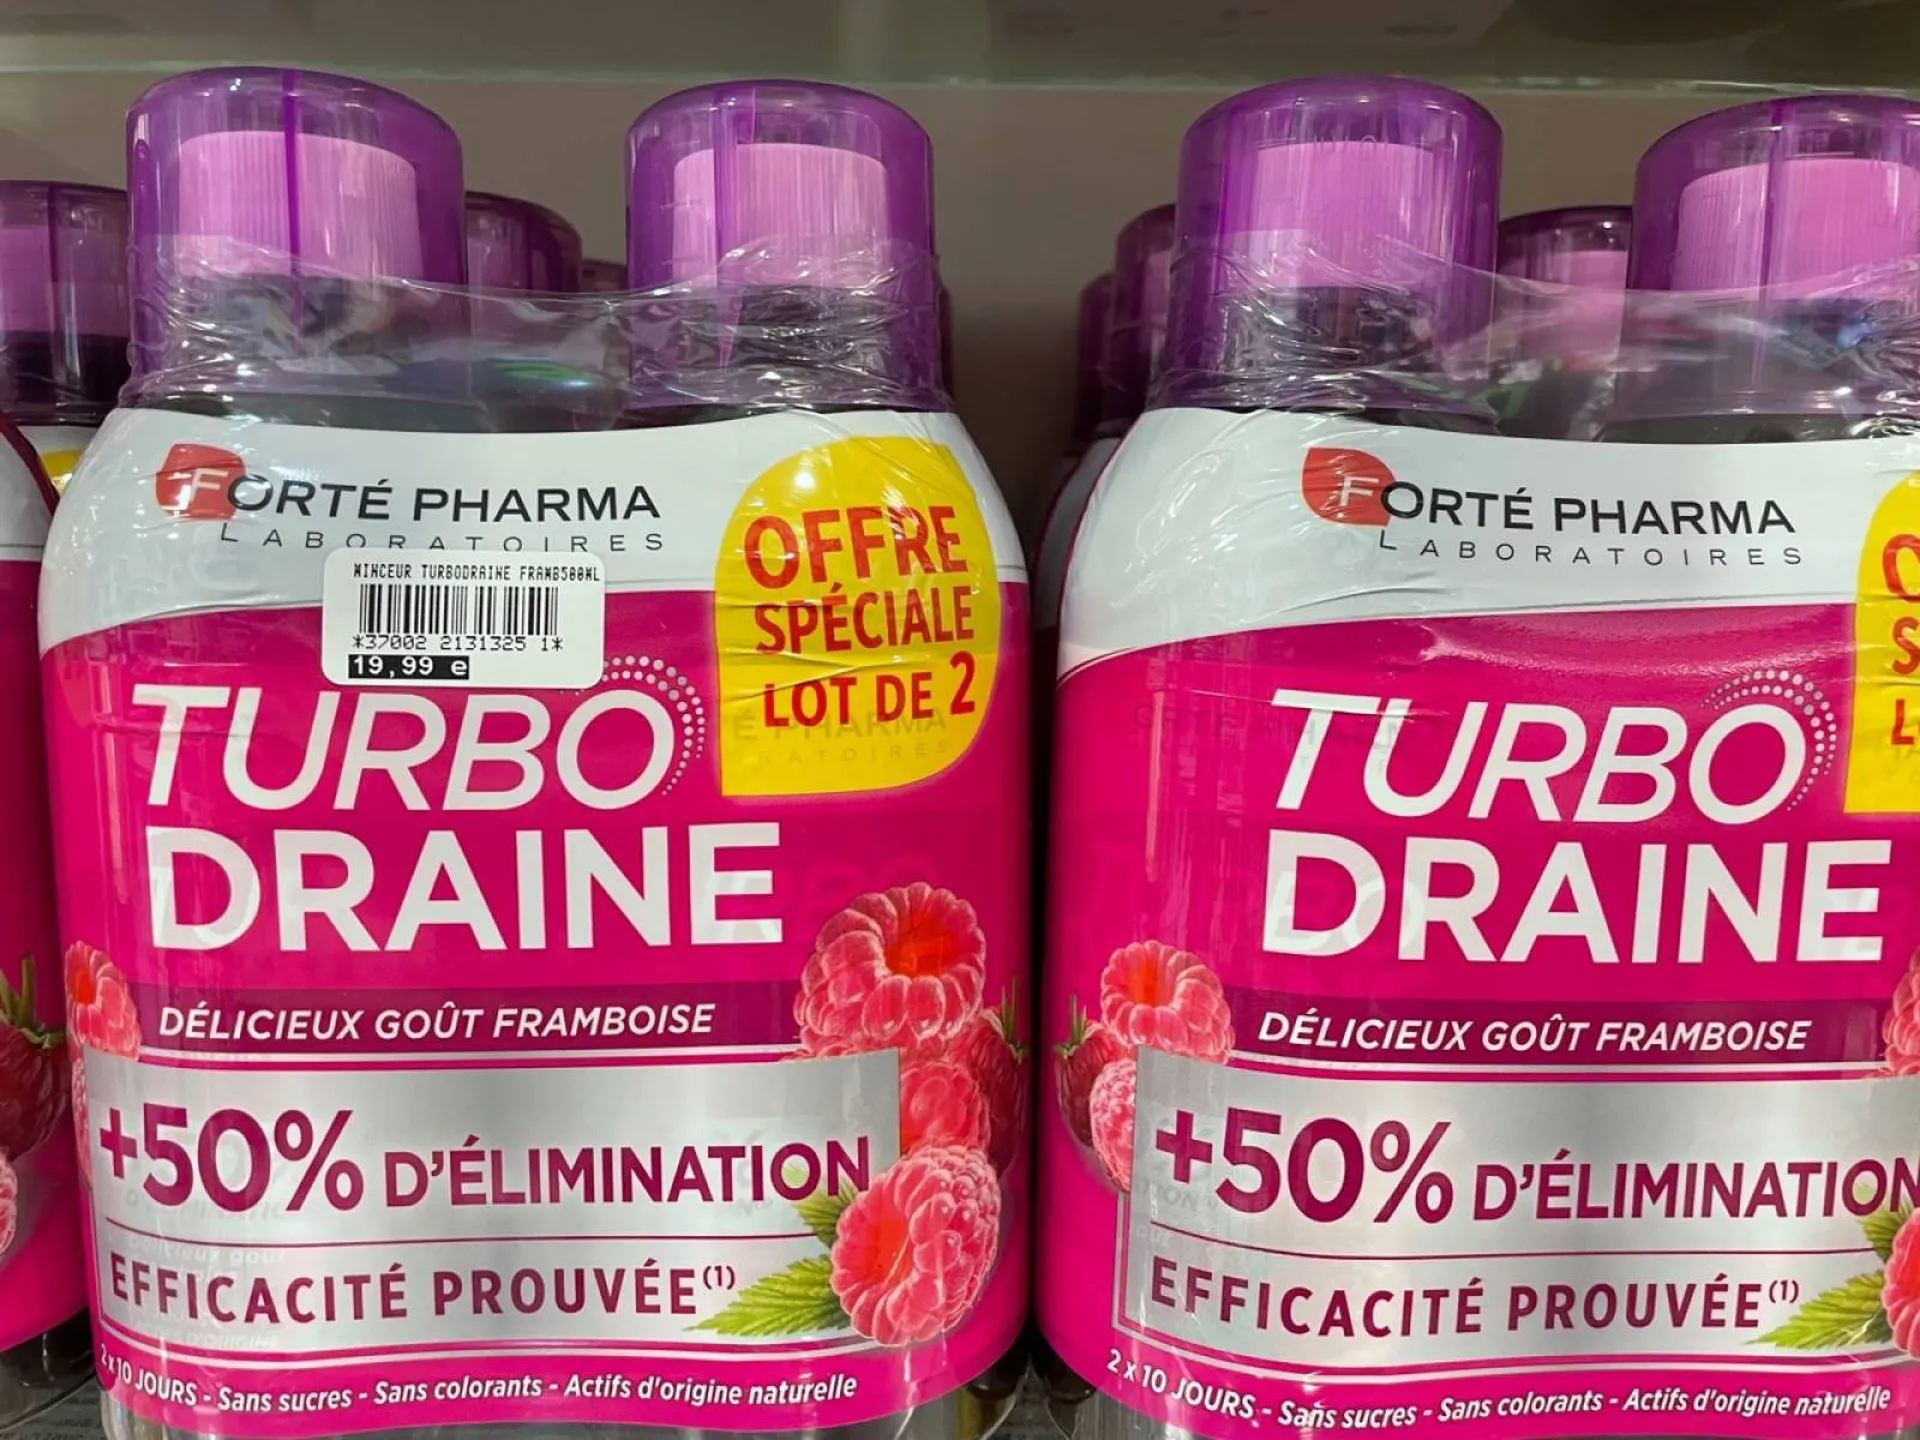 FORTÉ PHARMA
LABORATOIRES
MINCEUR TURBODRAINE FRAMB500ML
*37002 2131325 1*
19,99 e
OFFRE
SPÉCIALE
LOT DE 2
TURBO
DRAINE
DÉLICIEUX GOÛT FRAMBOISE
+50% D'ÉLIMINATION
EFFICACITÉ PROUVÉE(1)
2 x 10 JOURS - Sans sucres - Sans colorants - Actifs d'origine naturelle
FORTÉ PHARMA
LABORATOIRES
TURBO
DRAINE
DÉLICIEUX GOÛT FRAMBOISE
+50% D'ÉLIMINATION
EFFICACITÉ PROUVÉE(1)
2 x 10 JOURS - Sans sucres - Sans colorants - Actifs d'origine naturelle